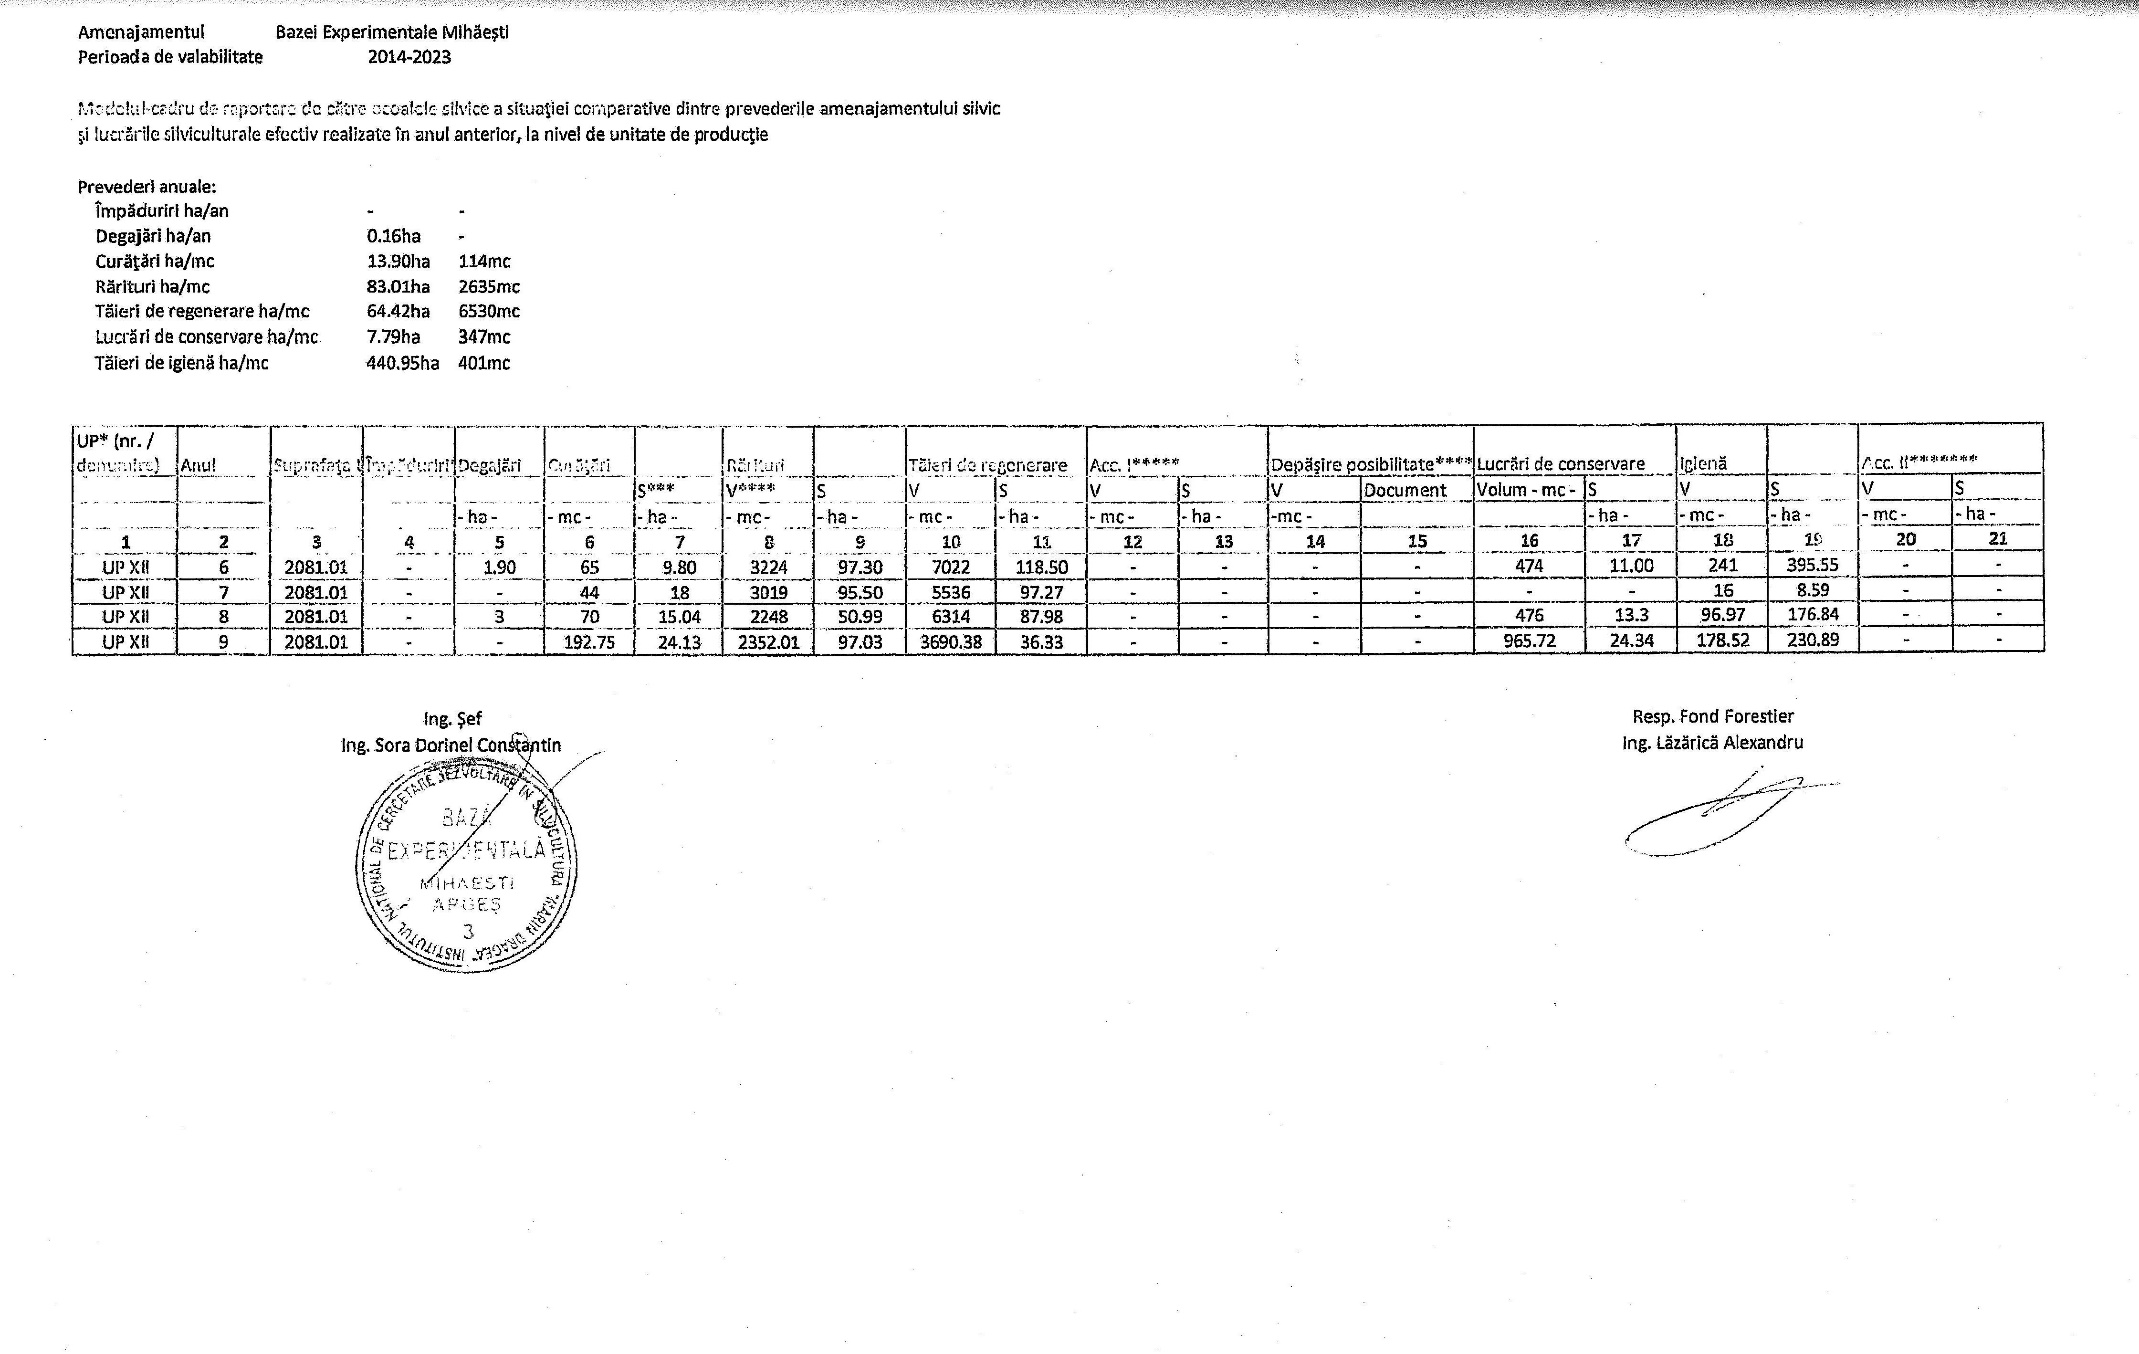 Amenajamentul Bazei Experimentale Mihăești
Perioada de valabilitate 2014-2023
Modelul-cadru de raportare de către ocoalele silvice a situației comparative dintre prevederile amenajamentului silvic
și lucrările silviculturale efectiv realizate în anul anterior, la nivel de unitate de producție
Prevederi anuale:
Împăduriri ha/an - -
Degajări ha/an 0.16ha -
Curățări ha/mc 13.90ha 114mc
Rărituri ha/mc 83.01ha 2635mc
Tăieri de regenerare ha/mc 64.42ha 6530mc
Lucrări de conservare ha/mc 7.79ha 347mc
Tăieri de igienă ha/mc 440.95ha 401mc
UP* (nr. /
denumire) Anul Suprafața Împăduriri Degajări Curățări Rărituri Tăieri de regenerare Acc. I***** Depășire posibilitate**** Lucrări de conservare Igienă Acc. II*******
S*** V**** S V S V S V Document Volum - mc - S V S V S
- ha - - mc - - ha - - mc - - ha - - mc - - ha - - mc - - ha - -mc - - ha - - mc - - ha - - mc - - ha -
1 2 3 4 5 6 7 8 9 10 11 12 13 14 15 16 17 18 19 20 21
UP XII 6 2081.01 - 1.90 65 9.80 3224 97.30 7022 118.50 - - - - 474 11.00 241 395.55 - -
UP XII 7 2081.01 - - 44 18 3019 95.50 5536 97.27 - - - - - - 16 8.59 - -
UP XII 8 2081.01 - 3 70 15.04 2248 50.99 6314 87.98 - - - - 476 13.3 96.97 176.84 - -
UP XII 9 2081.01 - - 192.75 24.13 2352.01 97.03 3690.38 36.33 - - - - 965.72 24.34 178.52 230.89 - -
Ing. Șef
Ing. Sora Dorinel Constantin
Resp. Fond Forestier
Ing. Lăzărică Alexandru
INSTITUTUL NAȚIONAL DE CERCETARE DEZVOLTARE IN SILVICULTURA "MARIN DRACEA"
BAZA
EXPERIMENTALĂ
MIHAESTI
ARGEȘ
3